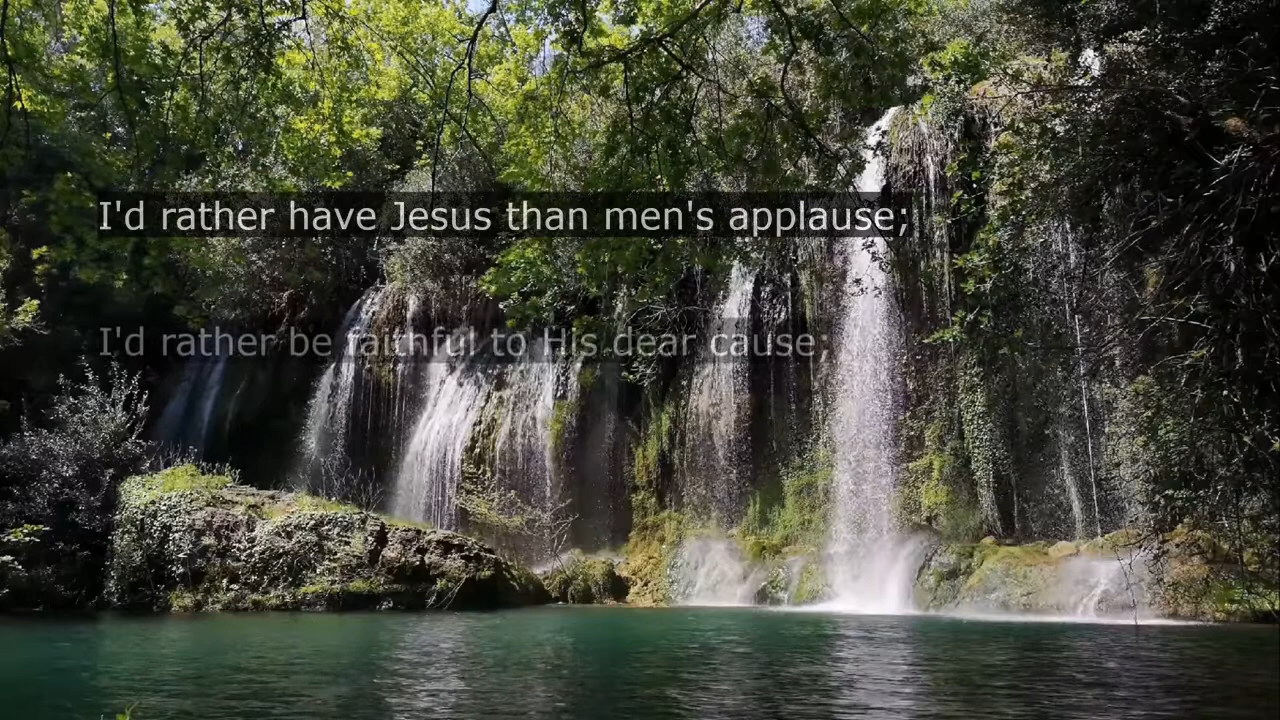 I'd rather have Jesus than men's applause;
I'd rather be faithful to His dear cause;